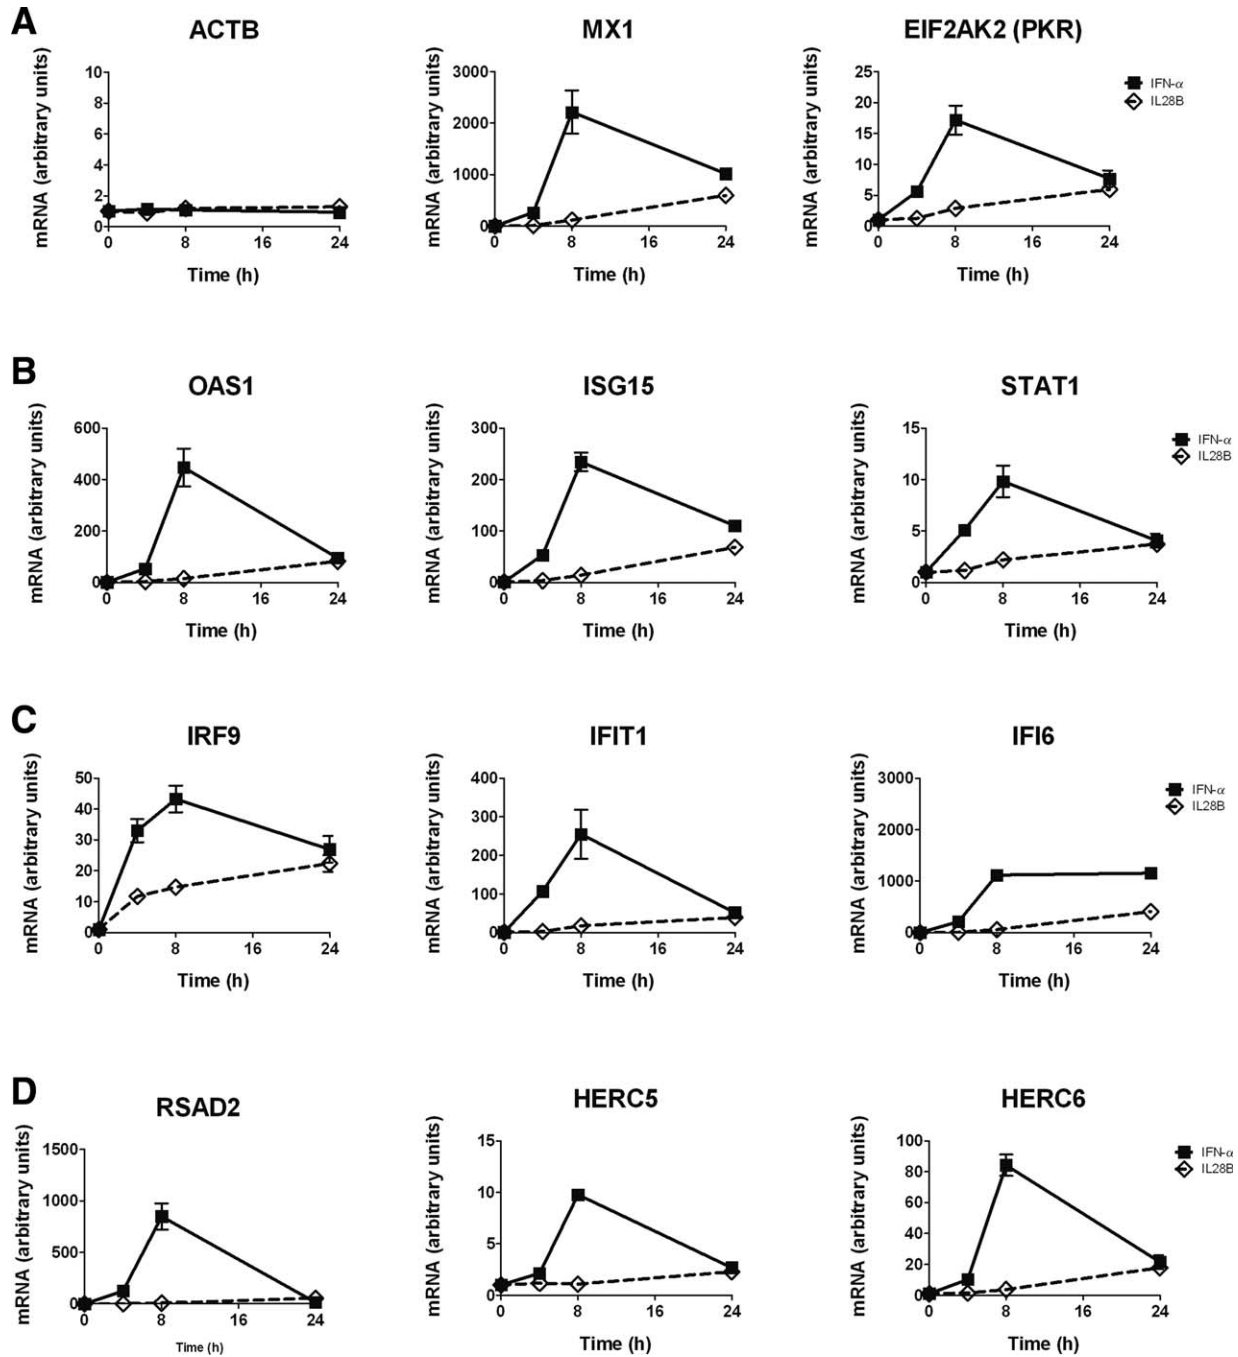 A
ACTB
MX1
EIF2AK2 (PKR)
mRNA (arbitrary units)
10
8
6
4
2
0
0 8 16 24
Time (h)
mRNA (arbitrary units)
3000
2000
1000
0
0 8 16 24
Time (h)
mRNA (arbitrary units)
25
20
15
10
5
0
0 8 16 24
Time (h)
IFN-α
IL28B
B
OAS1
ISG15
STAT1
mRNA (arbitrary units)
600
400
200
0
0 8 16 24
Time (h)
mRNA (arbitrary units)
300
200
100
0
0 8 16 24
Time (h)
mRNA (arbitrary units)
15
10
5
0
0 8 16 24
Time (h)
IFN-α
IL28B
C
IRF9
IFIT1
IFI6
mRNA (arbitrary units)
50
40
30
20
10
0
0 8 16 24
Time (h)
mRNA (arbitrary units)
400
300
200
100
0
0 8 16 24
Time (h)
mRNA (arbitrary units)
3000
2000
1000
0
0 8 16 24
Time (h)
IFN-α
IL28B
D
RSAD2
HERC5
HERC6
mRNA (arbitrary units)
1500
1000
500
0
0 8 16 24
Time (h)
mRNA (arbitrary units)
15
10
5
0
0 8 16 24
Time (h)
mRNA (arbitrary units)
100
80
60
40
20
0
0 8 16 24
Time (h)
IFN-α
IL28B